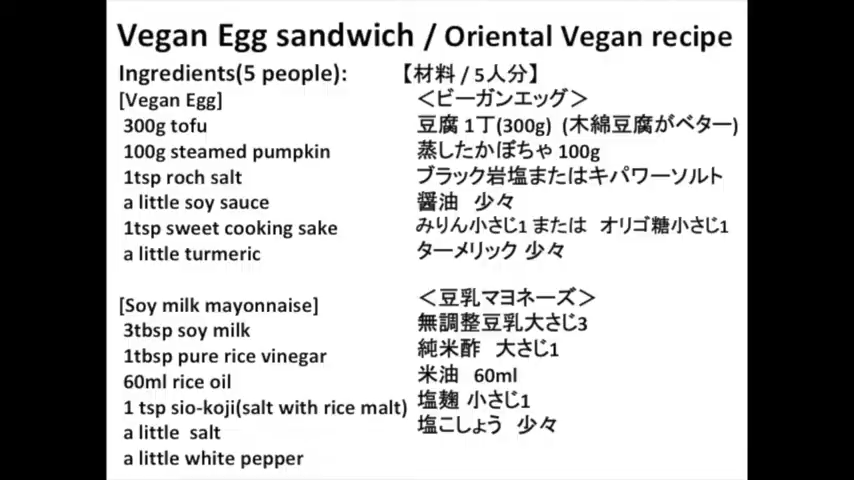 Vegan Egg sandwich / Oriental Vegan recipe
Ingredients(5 people):
[Vegan Egg]
300g tofu
100g steamed pumpkin
1tsp roch salt
a little soy sauce
1tsp sweet cooking sake
a little turmeric
[Soy milk mayonnaise]
3tbsp soy milk
1tbsp pure rice vinegar
60ml rice oil
1 tsp sio-koji(salt with rice malt)
a little salt
a little white pepper
【材料 / 5人分】
＜ビーガンエッグ＞
豆腐 1丁(300g) (木綿豆腐がベター)
蒸したかぼちゃ 100g
ブラック岩塩またはキパワーソルト
醤油 少々
みりん小さじ1 または オリゴ糖小さじ1
ターメリック 少々
＜豆乳マヨネーズ＞
無調整豆乳大さじ3
純米酢 大さじ1
米油 60ml
塩麹 小さじ1
塩こしょう 少々